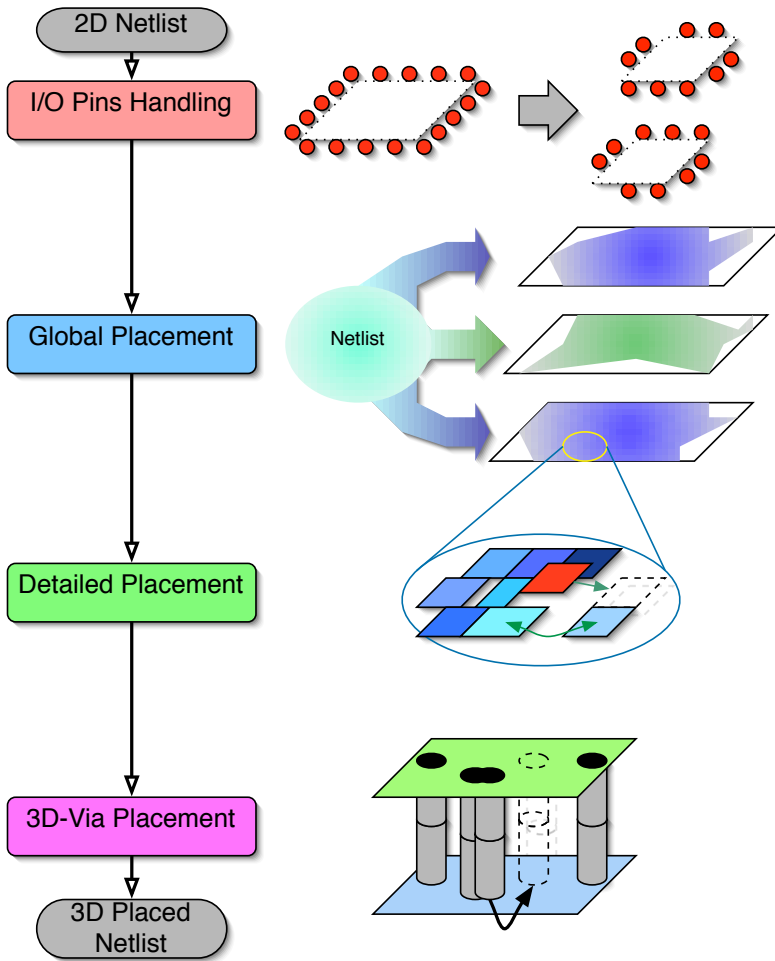 2D Netlist
I/O Pins Handling
Global Placement
Netlist
Detailed Placement
3D-Via Placement
3D Placed
Netlist